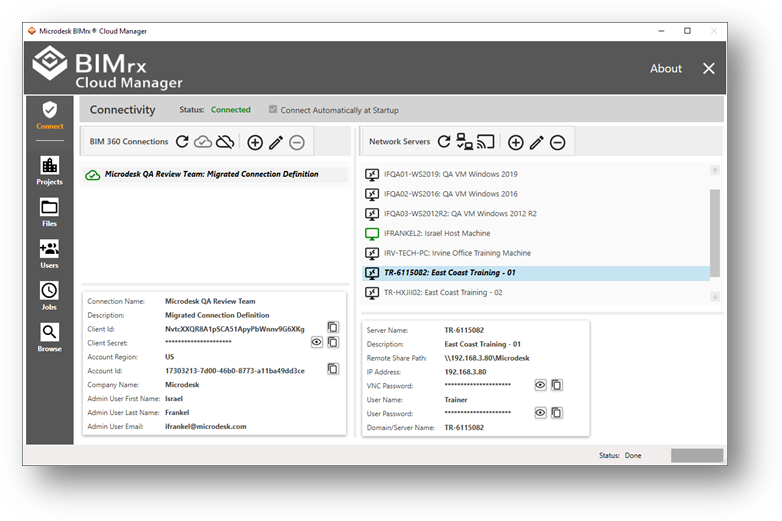 Microdesk BIMrx® Cloud Manager
BIMrx
Cloud Manager
About
Connect
Projects
Files
Users
Jobs
Browse
Connectivity
Status: Connected
Connect Automatically at Startup
BIM 360 Connections
Microdesk QA Review Team: Migrated Connection Definition
Connection Name: Microdesk QA Review Team
Description: Migrated Connection Definition
Client Id: NvtcXXQR8A1pSCA51ApyPbWnnv9G6XKg
Client Secret: *********************
Account Region: US
Account Id: 17303213-7d00-46b0-8773-a11ba49dd3ce
Company Name: Microdesk
Admin User First Name: Israel
Admin User Last Name: Frankel
Admin User Email: ifrankel@microdesk.com
Network Servers
IFQA01-WS2019: QA VM Windows 2019
IFQA02-WS2016: QA VM Windows 2016
IFQA03-WS2012R2: QA VM Windows 2012 R2
IFRANKEL2: Israel Host Machine
IRV-TECH-PC: Irvine Office Training Machine
TR-6115082: East Coast Training - 01
TR-HXJII02: East Coast Training - 02
Server Name: TR-6115082
Description: East Coast Training - 01
Remote Share Path: \\192.168.3.80\Microdesk
IP Address: 192.168.3.80
VNC Password: *********************
User Name: Trainer
User Password: *********************
Domain/Server Name: TR-6115082
Status: Done